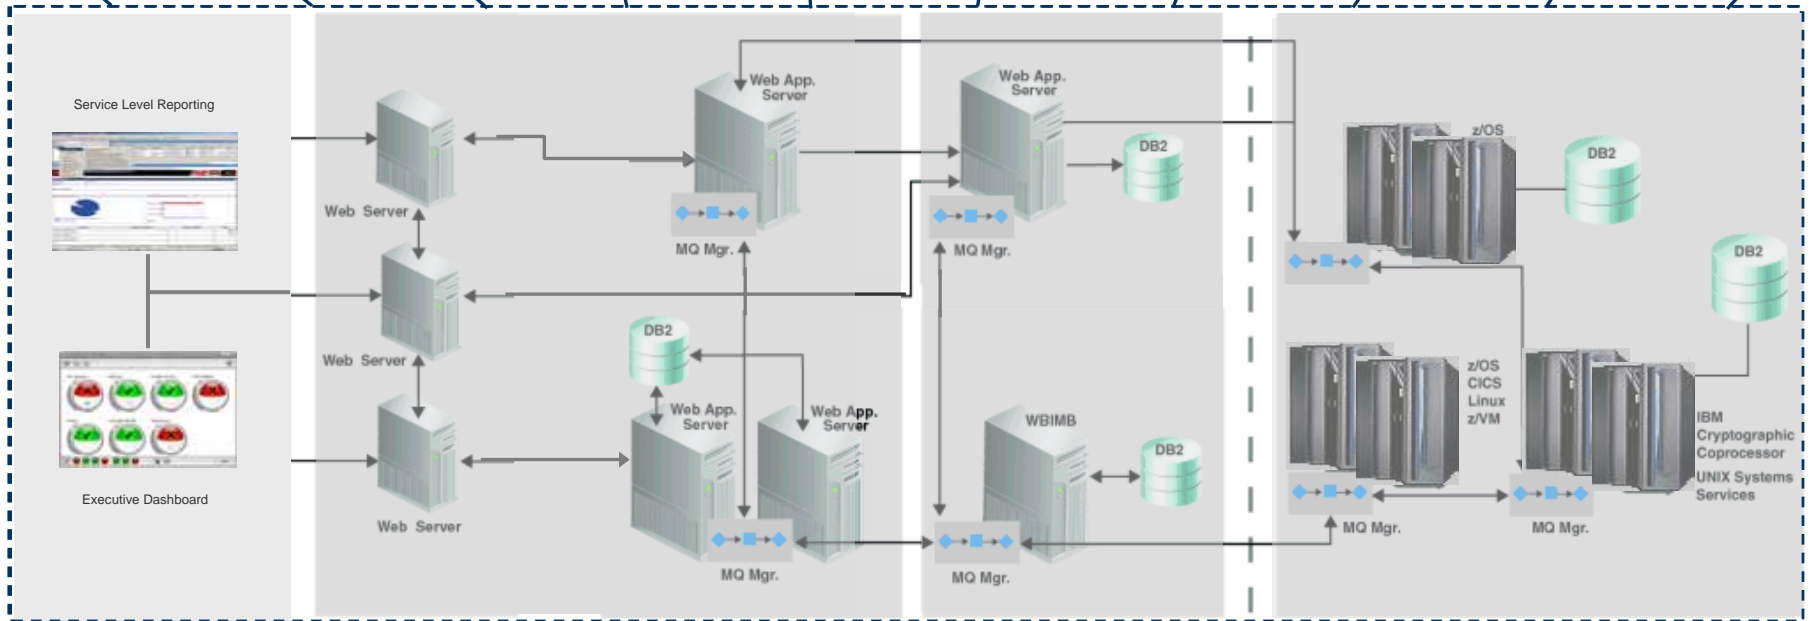 Service Level Reporting
Executive Dashboard
Web Server
Web Server
Web Server
Web App.
Server
MQ Mgr.
DB2
Web App.
Server
Web App.
Server
MQ Mgr.
Web App.
Server
DB2
MQ Mgr.
WBIMB
DB2
MQ Mgr.
z/OS
DB2
DB2
z/OS
CICS
Linux
z/VM
MQ Mgr.
IBM
Cryptographic
Coprocessor
UNIX Systems
Services
MQ Mgr.